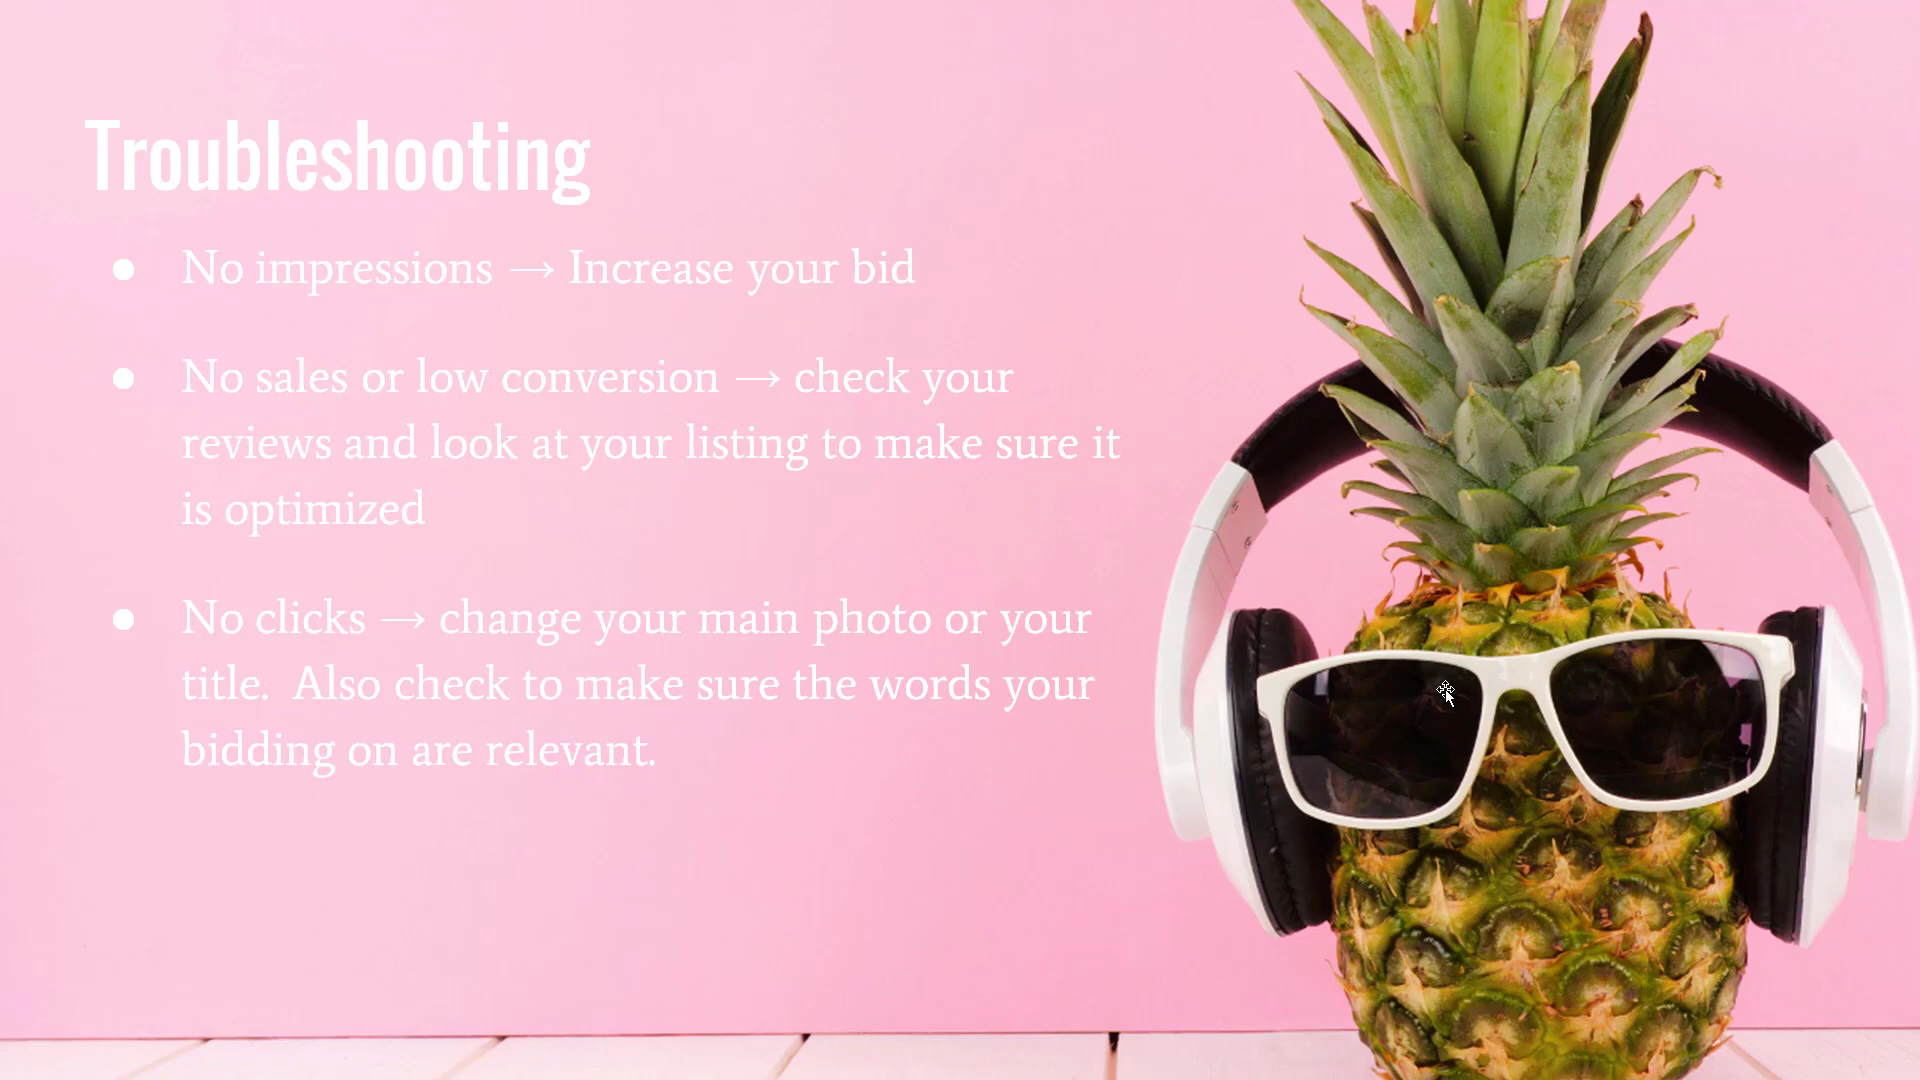 Troubleshooting
● No impressions → Increase your bid
● No sales or low conversion → check your
reviews and look at your listing to make sure it
is optimized
● No clicks → change your main photo or your
title.  Also check to make sure the words your
bidding on are relevant.